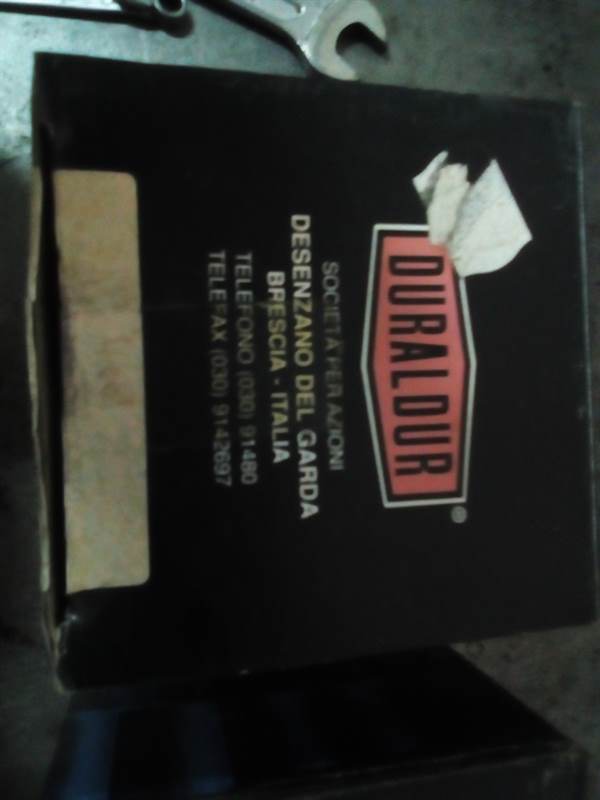 DURALDUR®
SOCIETÀ PER AZIONI
DESENZANO DEL GARDA
BRESCIA - ITALIA
TELEFONO (030) 91480
TELEFAX (030) 9142697